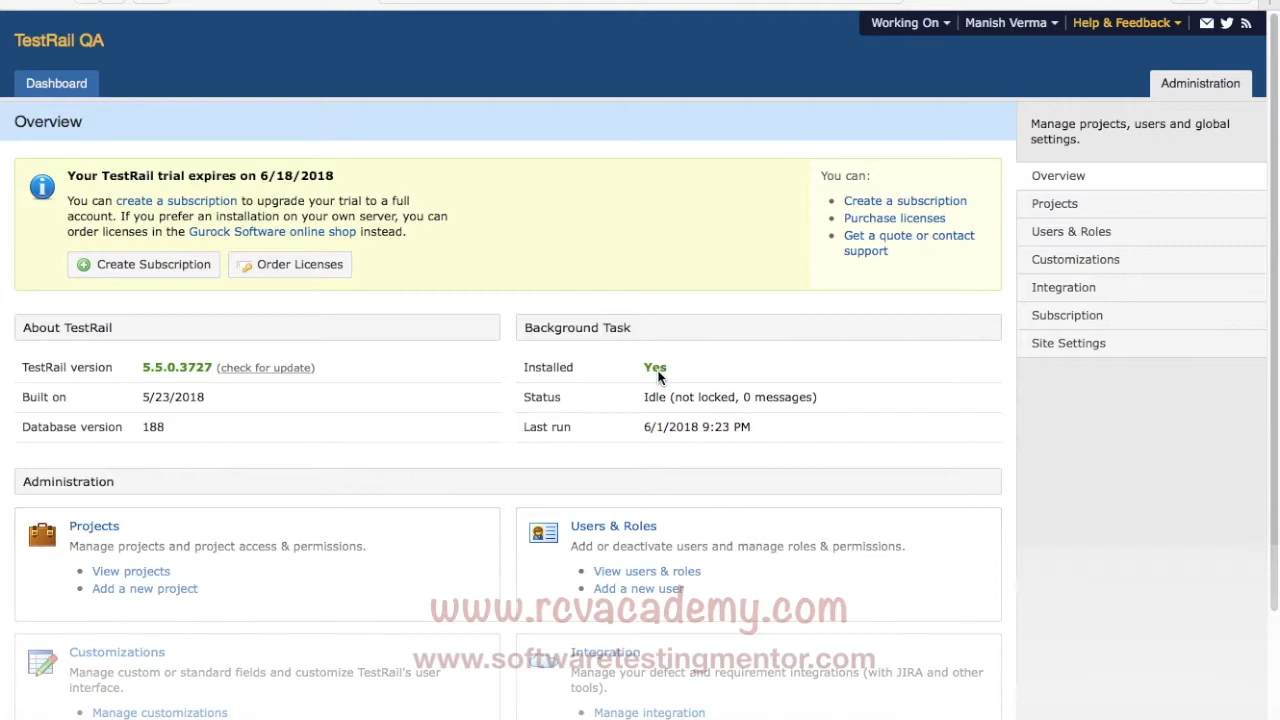 Working On
Manish Verma
Help & Feedback
TestRail QA
Dashboard
Administration
Overview
Manage projects, users and global
settings.
Overview
Projects
Users & Roles
Customizations
Integration
Subscription
Site Settings
Your TestRail trial expires on 6/18/2018
You can create a subscription to upgrade your trial to a full
account. If you prefer an installation on your own server, you can
order licenses in the Gurock Software online shop instead.
Create Subscription
Order Licenses
You can:
Create a subscription
Purchase licenses
Get a quote or contact
support
About TestRail
TestRail version 5.5.0.3727 (check for update)
Built on 5/23/2018
Database version 188
Background Task
Installed Yes
Status Idle (not locked, 0 messages)
Last run 6/1/2018 9:23 PM
Administration
Projects
Manage projects and project access & permissions.
View projects
Add a new project
Users & Roles
Add or deactivate users and manage roles & permissions.
View users & roles
Add a new user
www.rcvacademy.com
www.softwaretestingmentor.com
Customizations
Manage custom or standard fields and customize TestRail's user
interface.
Manage customizations
Integration
Manage your defect and requirement integrations (with JIRA and other
tools).
Manage integration